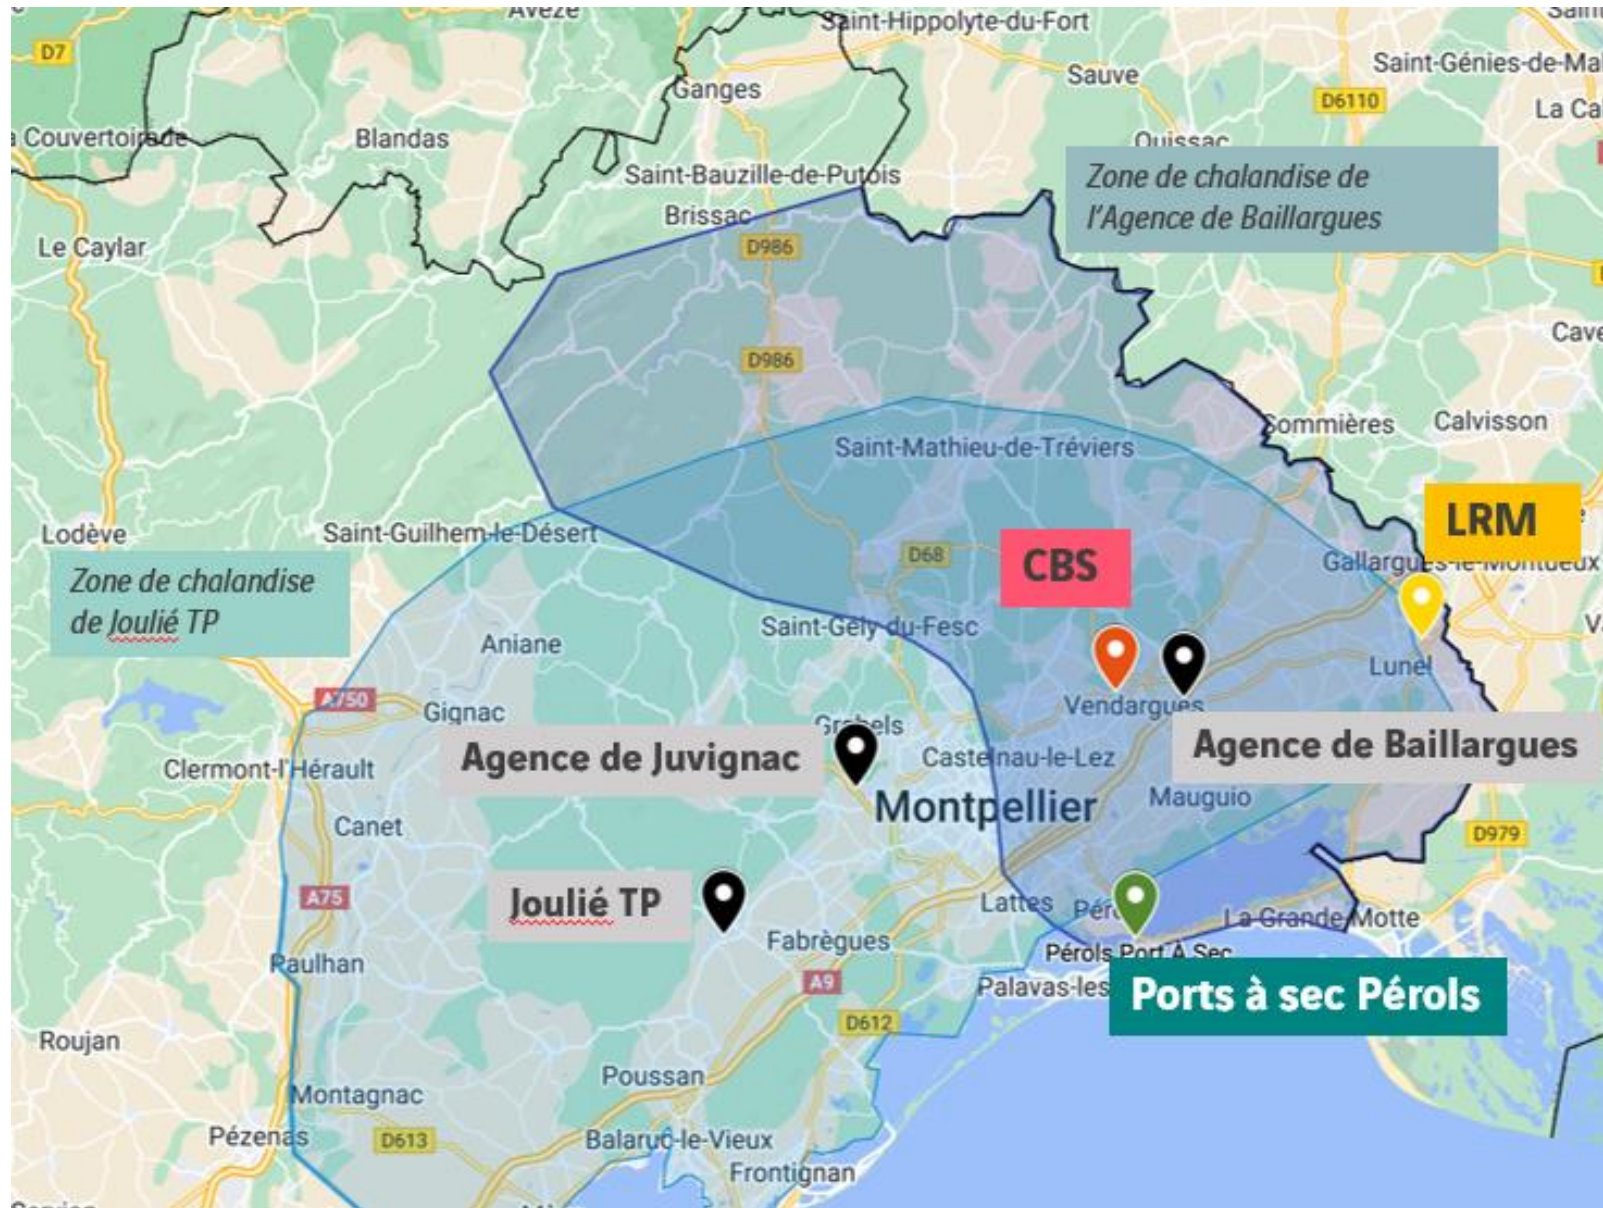 Avèze
Saint-Hippolyte-du-Fort
D7
Sauve
Saint-Génies-de-Mal
Ganges
D6110
La Ca
a Couvertoirade
Blandas
Quissac
Saint-Bauzille-de-Putois
Zone de chalandise de
l'Agence de Baillargues
Brissac
Le Caylar
D986
Cave
D986
Sommières
Calvisson
Saint-Mathieu-de-Tréviers
LRM
Lodève
Saint-Guilhem-le-Désert
D68
CBS
Gallargues-le-Montueux
Zone de chalandise
de Joulié TP
Saint-Gély-du-Fesc
Aniane
Lunel
A750
Gignac
Vendargues
Grabels
Agence de Juvignac
Agence de Baillargues
Clermont-l'Hérault
Castelnau-le-Lez
Montpellier
Mauguio
Canet
D979
A75
Joulié TP
Lattes
Pér
La Grande-Motte
Fabrègues
Pérols Port À Sec
Paulhan
A9
Palavas-les
Ports à sec Pérols
D612
Roujan
Poussan
Montagnac
Pézenas
D613
Balaruc-le-Vieux
Frontignan